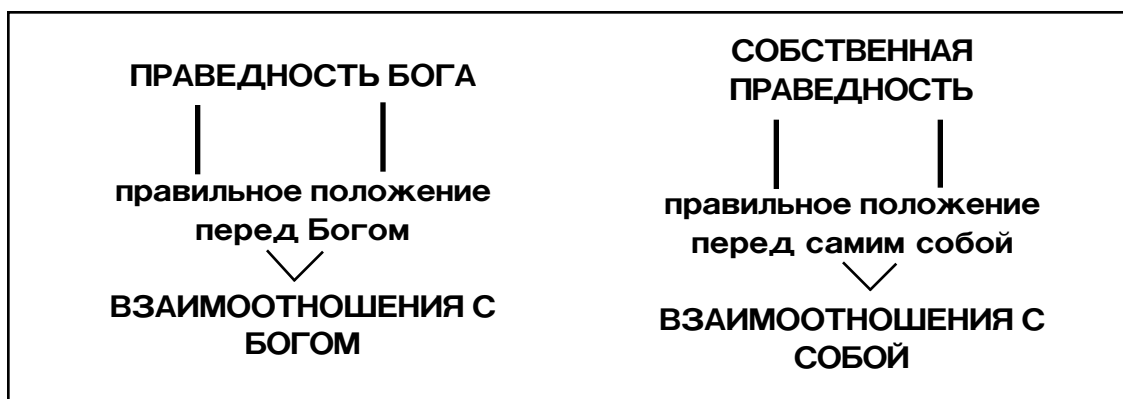 ПРАВЕДНОСТЬ БОГА
правильное положение
перед Богом
ВЗАИМООТНОШЕНИЯ С
БОГОМ
СОБСТВЕННАЯ
ПРАВЕДНОСТЬ
правильное положение
перед самим собой
ВЗАИМООТНОШЕНИЯ С
СОБОЙ